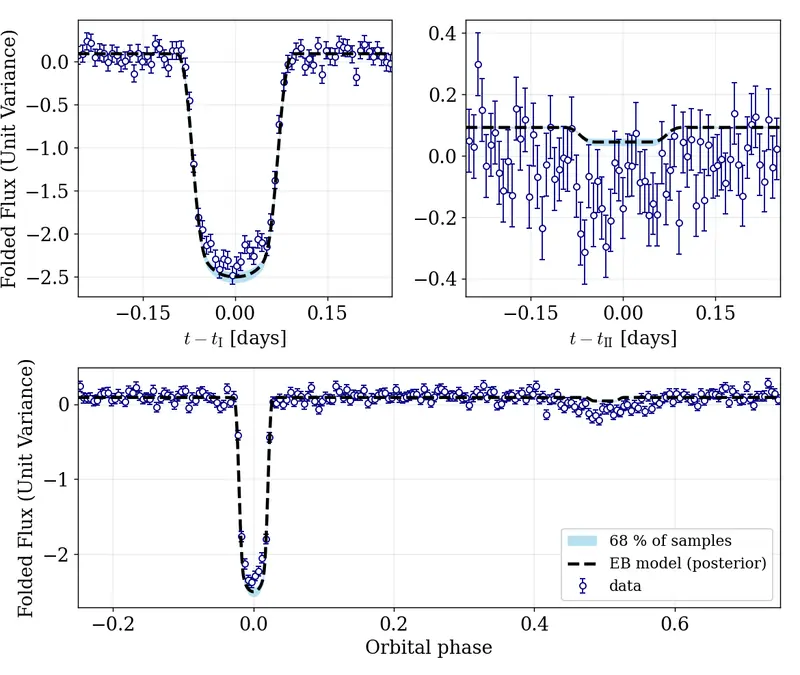 Folded Flux (Unit Variance)
0.0
−0.5
−1.0
−1.5
−2.0
−2.5
−0.15 0.00 0.15
t − tI [days]
0.4
0.2
0.0
−0.2
−0.4
−0.15 0.00 0.15
t − tII [days]
Folded Flux (Unit Variance)
0
−1
−2
68 % of samples
EB model (posterior)
data
−0.2 0.0 0.2 0.4 0.6
Orbital phase